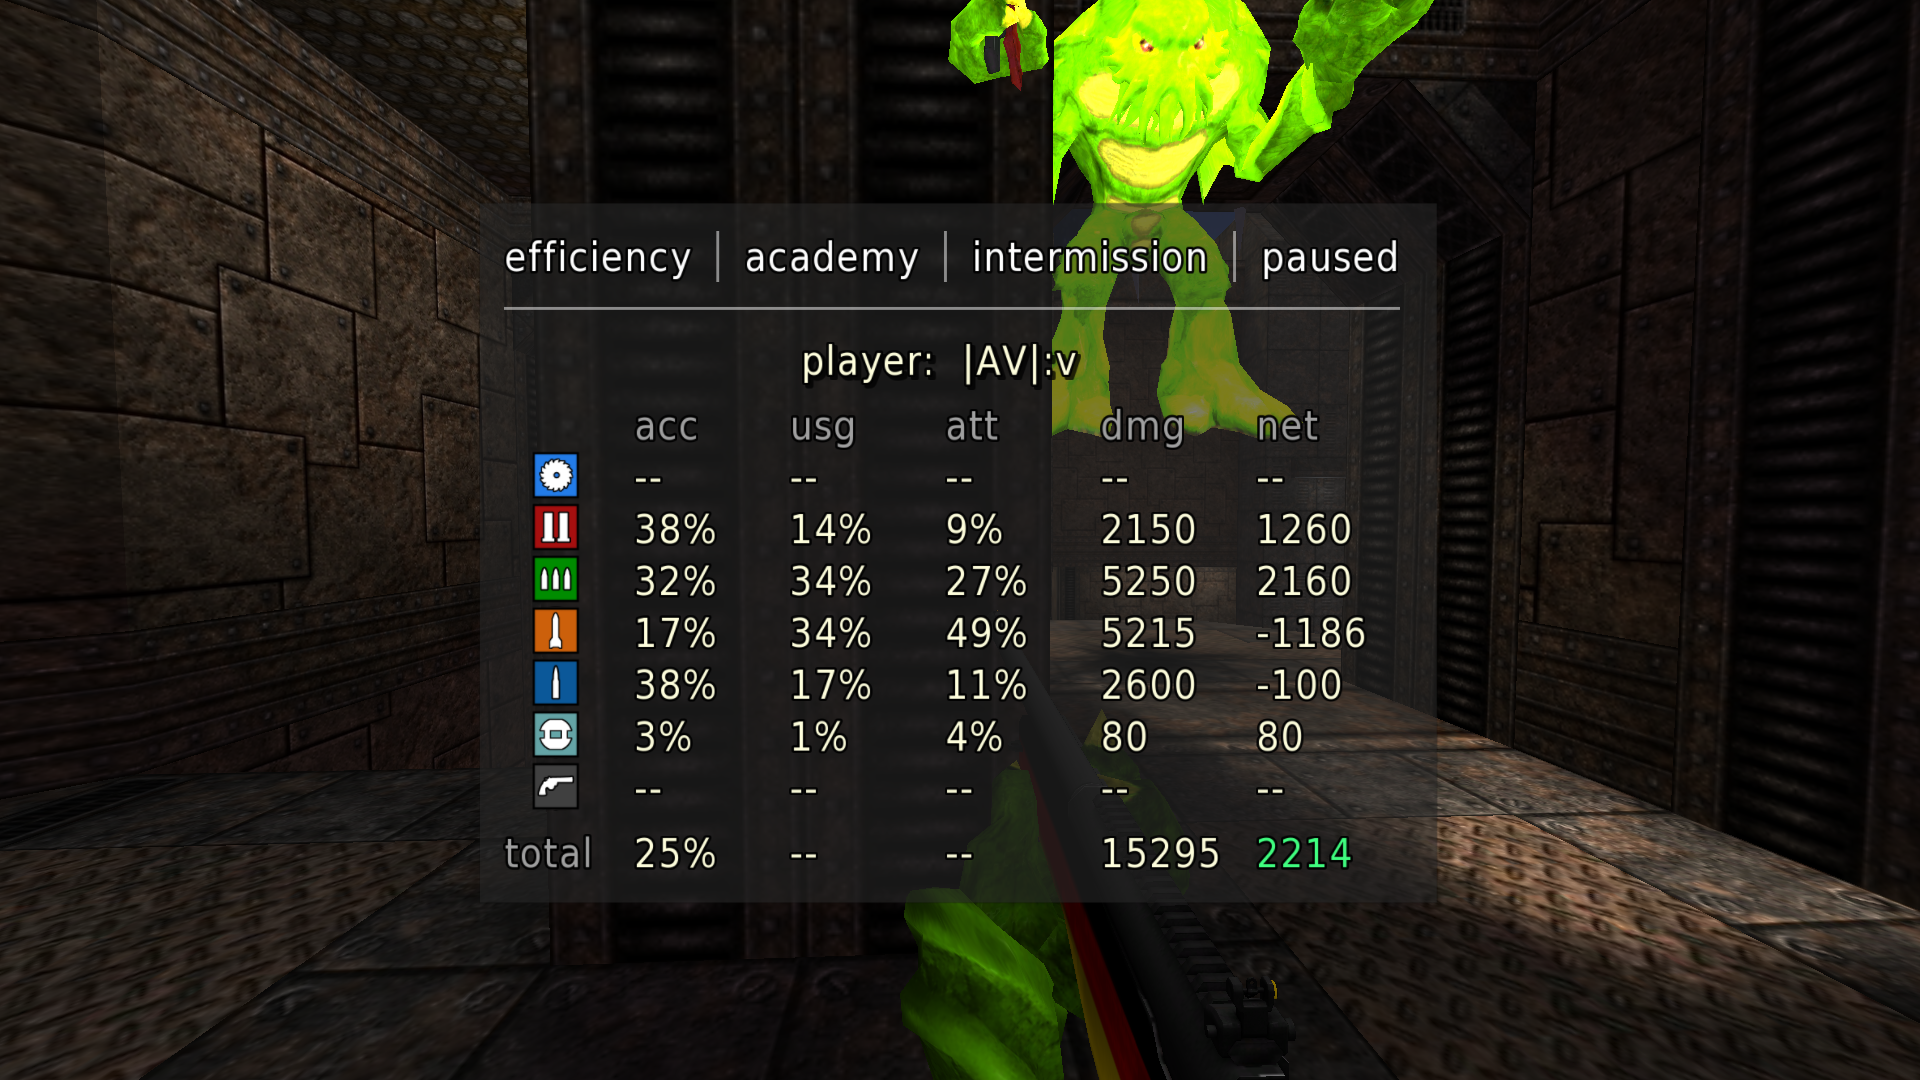 efficiency | academy | intermission | paused
player: |AV|:v
acc usg att dmg net
-- -- -- -- --
38% 14% 9% 2150 1260
32% 34% 27% 5250 2160
17% 34% 49% 5215 -1186
38% 17% 11% 2600 -100
3% 1% 4% 80 80
-- -- -- -- --
total 25% -- -- 15295 2214